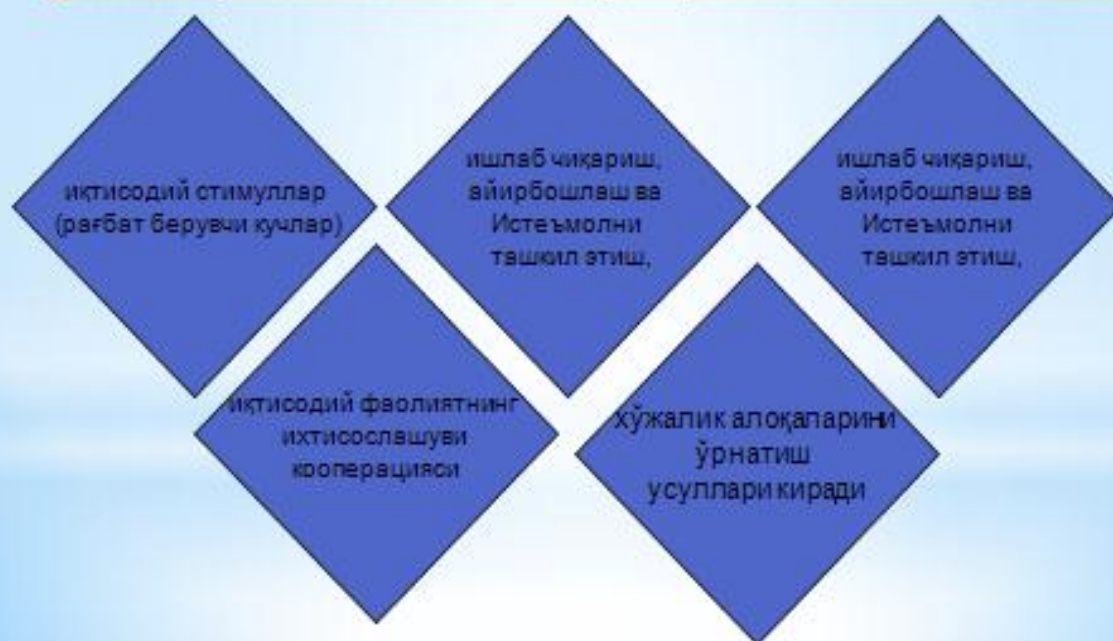 иқтисодий стимуллар
(рағбат берувчи кучлар)
ишлаб чиқариш,
айирбошлаш ва
Истеъмолни
ташкил этиш,
ишлаб чиқариш,
айирбошлаш ва
Истеъмолни
ташкил этиш,
иқтисодий фаолиятнинг
ихтисослашуви
кооперацияси
хўжалик алоқаларини
ўрнатиш
усуллари киради